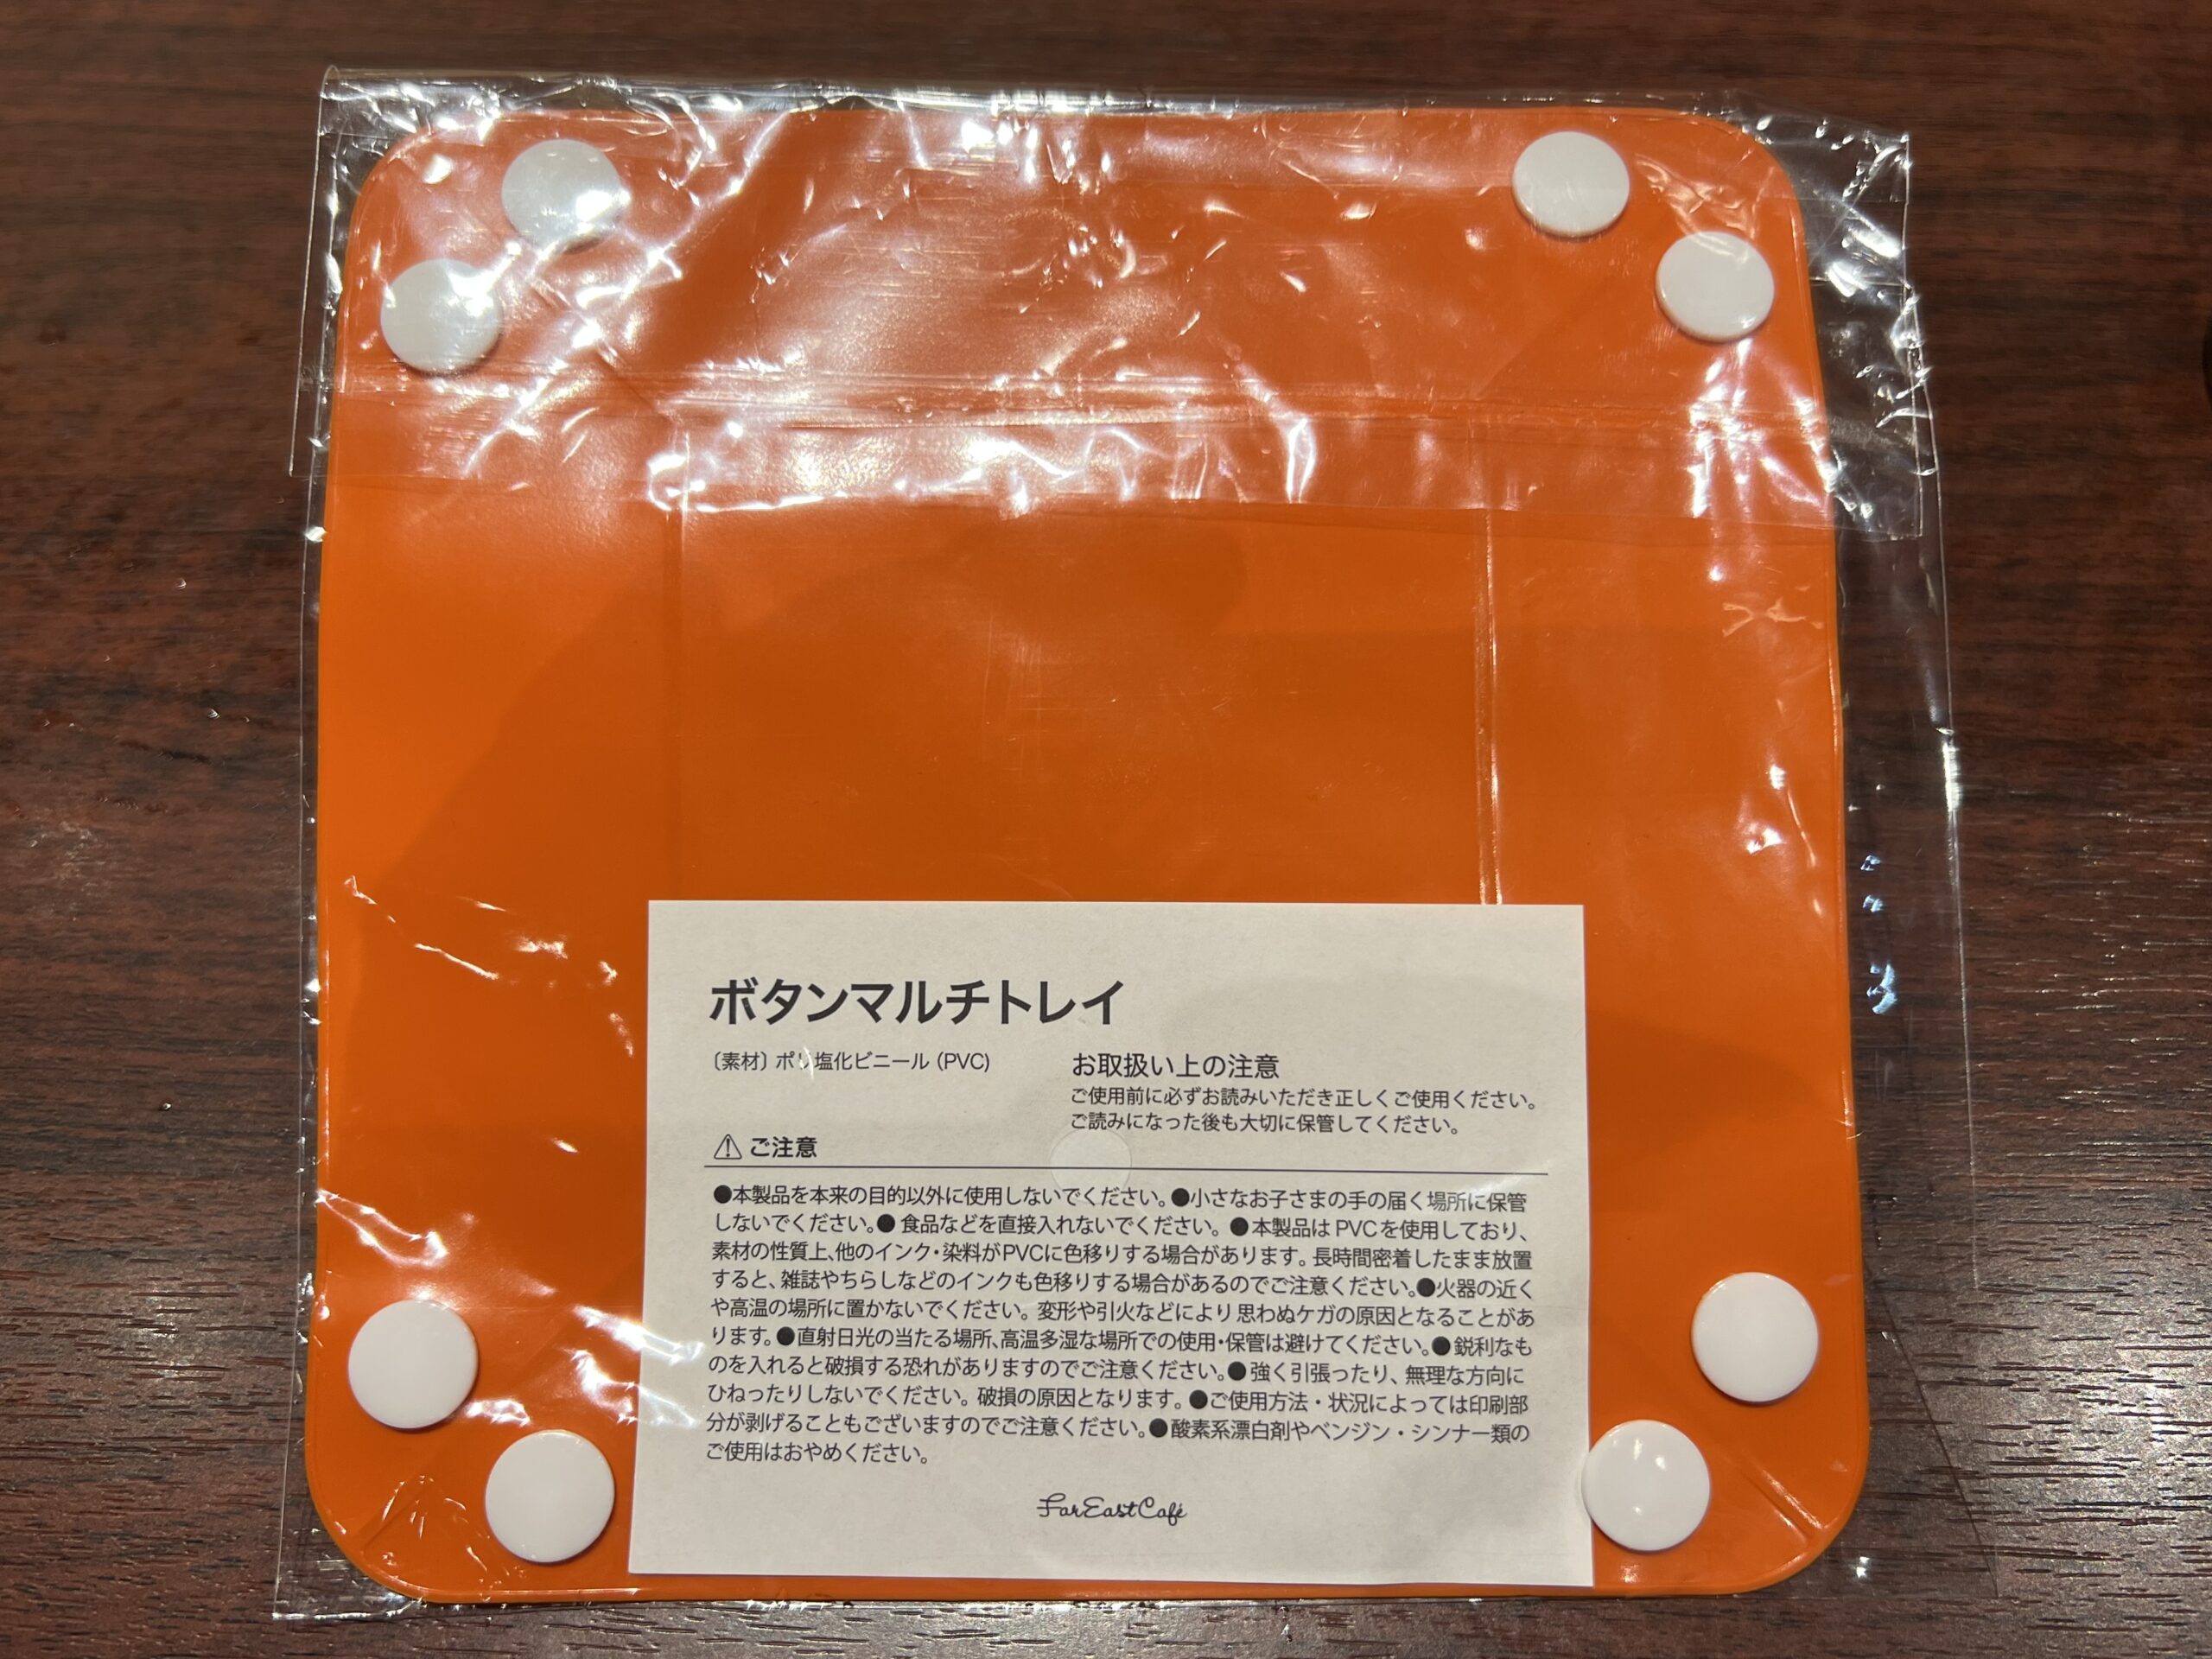 ボタンマルチトレイ
〔素材〕ポリ塩化ビニール (PVC)
お取扱い上の注意
ご使用前に必ずお読みいただき正しくご使用ください。
ご読みになった後も大切に保管してください。
⚠ ご注意
●本製品を本来の目的以外に使用しないでください。●小さなお子さまの手の届く場所に保管
しないでください。● 食品などを直接入れないでください。 ●本製品は PVCを使用しており、
素材の性質上、他のインク・染料がPVCに色移りする場合があります。長時間密着したまま放置
すると、雑誌やちらしなどのインクも色移りする場合があるのでご注意ください。●火器の近く
や高温の場所に置かないでください。変形や引火などにより思わぬケガの原因となることがあ
ります。●直射日光の当たる場所、高温多湿な場所での使用・保管は避けてください。● 鋭利なも
のを入れると破損する恐れがありますのでご注意ください。● 強く引張ったり、無理な方向に
ひねったりしないでください。破損の原因となります。●ご使用方法・状況によっては印刷部
分が剥げることもございますのでご注意ください。●酸素系漂白剤やベンジン・シンナー類の
ご使用はおやめください。
FarEastCafé